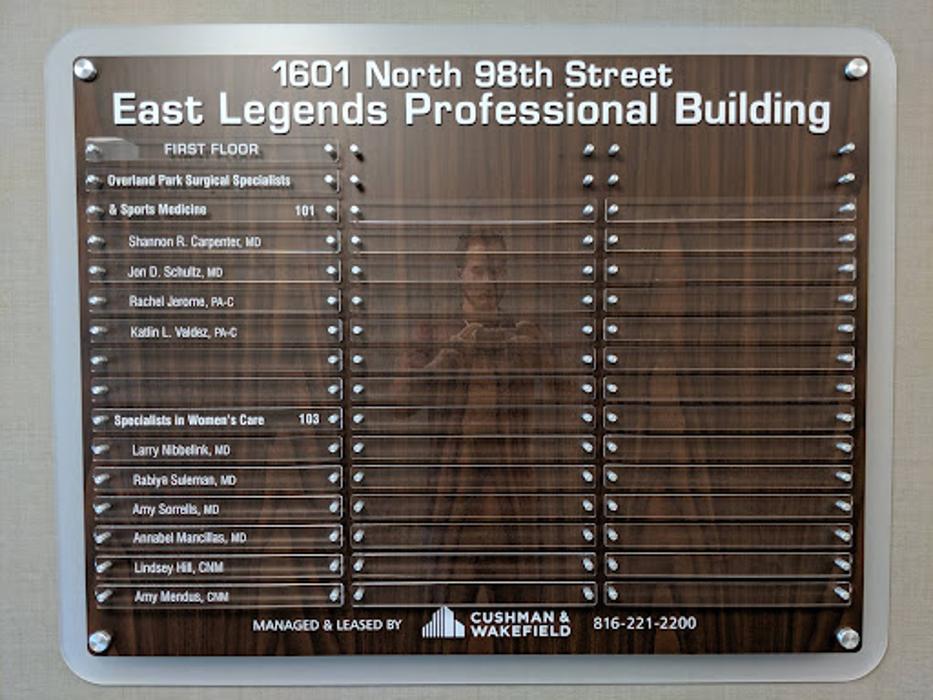 1601 North 98th Street
East Legends Professional Building
FIRST FLOOR
Overland Park Surgical Specialists
& Sports Medicine 101
Shannon R. Carpenter, MD
Jon D. Schultz, MD
Rachel Jerome, PA-C
Katlin L. Valdez, PA-C
Specialists in Women's Care 103
Larry Nibbelink, MD
Rabiya Suleman, MD
Amy Sorrells, MD
Annabel Mancillas, MD
Lindsey Hill, CNM
Amy Mendus, CNM
MANAGED & LEASED BY CUSHMAN & WAKEFIELD 816-221-2200